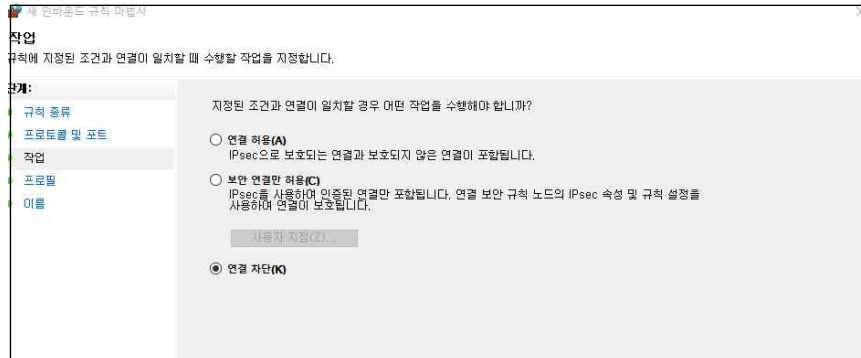 새 인바운드 규칙 마법사
작업
규칙에 지정된 조건과 연결이 일치할 때 수행할 작업을 지정합니다.
단계:
지정된 조건과 연결이 일치할 경우 어떤 작업을 수행해야 합니까?
규칙 종류
프로토콜 및 포트
작업
프로필
이름
연결 허용(A)
IPsec으로 보호되는 연결과 보호되지 않은 연결이 포함됩니다.
보안 연결만 허용(C)
IPsec을 사용하여 인증된 연결만 포함됩니다. 연결 보안 규칙 노드의 IPsec 속성 및 규칙 설정을
사용하여 연결이 보호됩니다.
사용자 지정(Z)...
연결 차단(K)